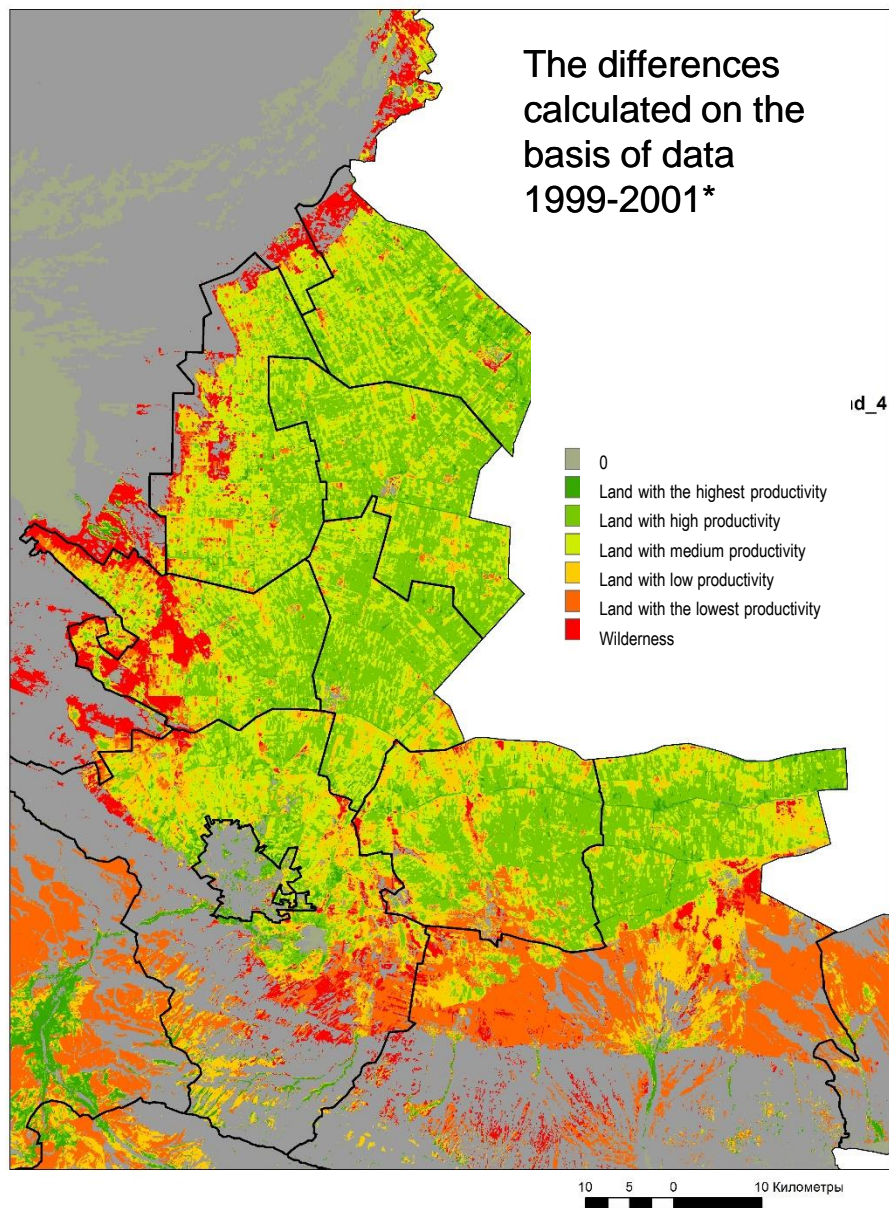 The differences
calculated on the
basis of data
1999-2001*
d_4
0
Land with the highest productivity
Land with high productivity
Land with medium productivity
Land with low productivity
Land with the lowest productivity
Wilderness
10 5 0 10 Километры